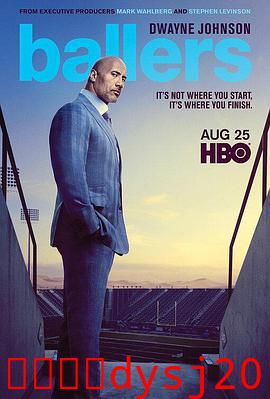 FROM EXECUTIVE PRODUCERS MARK WAHLBERG AND STEPHEN LEVINSON
DWAYNE JOHNSON
ballers
IT'S NOT WHERE YOU START,
IT'S WHERE YOU FINISH.
AUG 25
HBO
dysj20